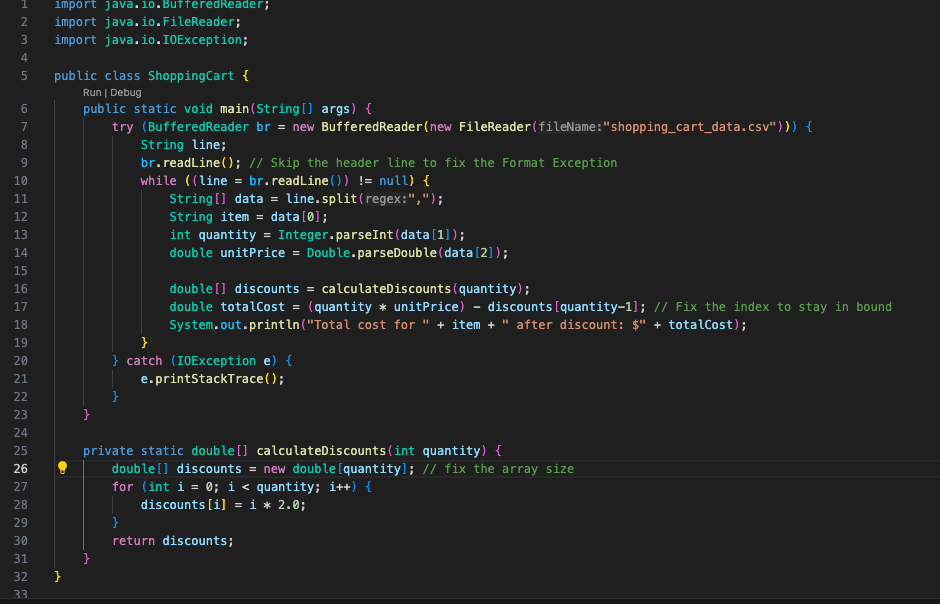 1 import java.io.BufferedReader;
2 import java.io.FileReader;
3 import java.io.IOException;
4
5 public class ShoppingCart {
Run | Debug
6     public static void main(String[] args) {
7         try (BufferedReader br = new BufferedReader(new FileReader(fileName:"shopping_cart_data.csv"))) {
8             String line;
9             br.readLine(); // Skip the header line to fix the Format Exception
10             while ((line = br.readLine()) != null) {
11                 String[] data = line.split(regex:",");
12                 String item = data[0];
13                 int quantity = Integer.parseInt(data[1]);
14                 double unitPrice = Double.parseDouble(data[2]);
15
16                 double[] discounts = calculateDiscounts(quantity);
17                 double totalCost = (quantity * unitPrice) - discounts[quantity-1]; // Fix the index to stay in bound
18                 System.out.println("Total cost for " + item + " after discount: $" + totalCost);
19             }
20         } catch (IOException e) {
21             e.printStackTrace();
22         }
23     }
24
25     private static double[] calculateDiscounts(int quantity) {
26         double[] discounts = new double[quantity]; // fix the array size
27         for (int i = 0; i < quantity; i++) {
28             discounts[i] = i * 2.0;
29         }
30         return discounts;
31     }
32 }
33